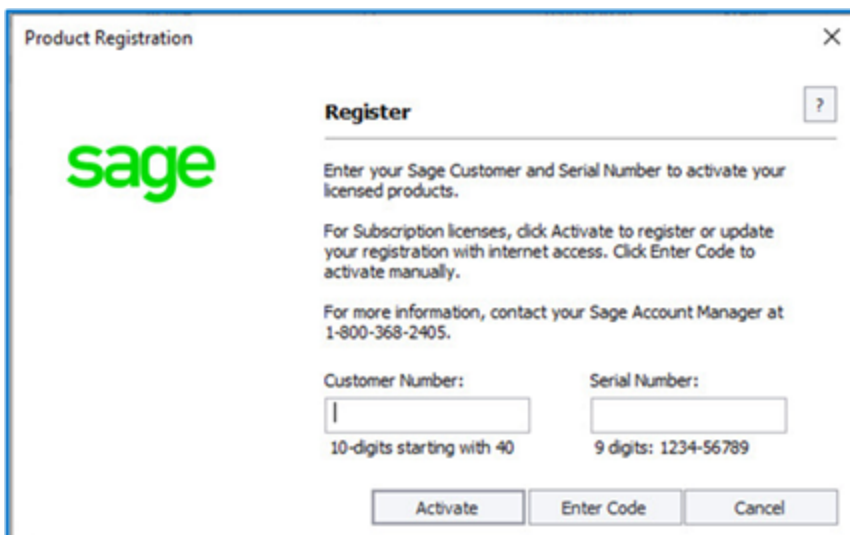 Product Registration
sage
Register
?
Enter your Sage Customer and Serial Number to activate your
licensed products.
For Subscription licenses, click Activate to register or update
your registration with internet access. Click Enter Code to
activate manually.
For more information, contact your Sage Account Manager at
1-800-368-2405.
Customer Number: Serial Number:
10-digits starting with 40 9 digits: 1234-56789
Activate Enter Code Cancel